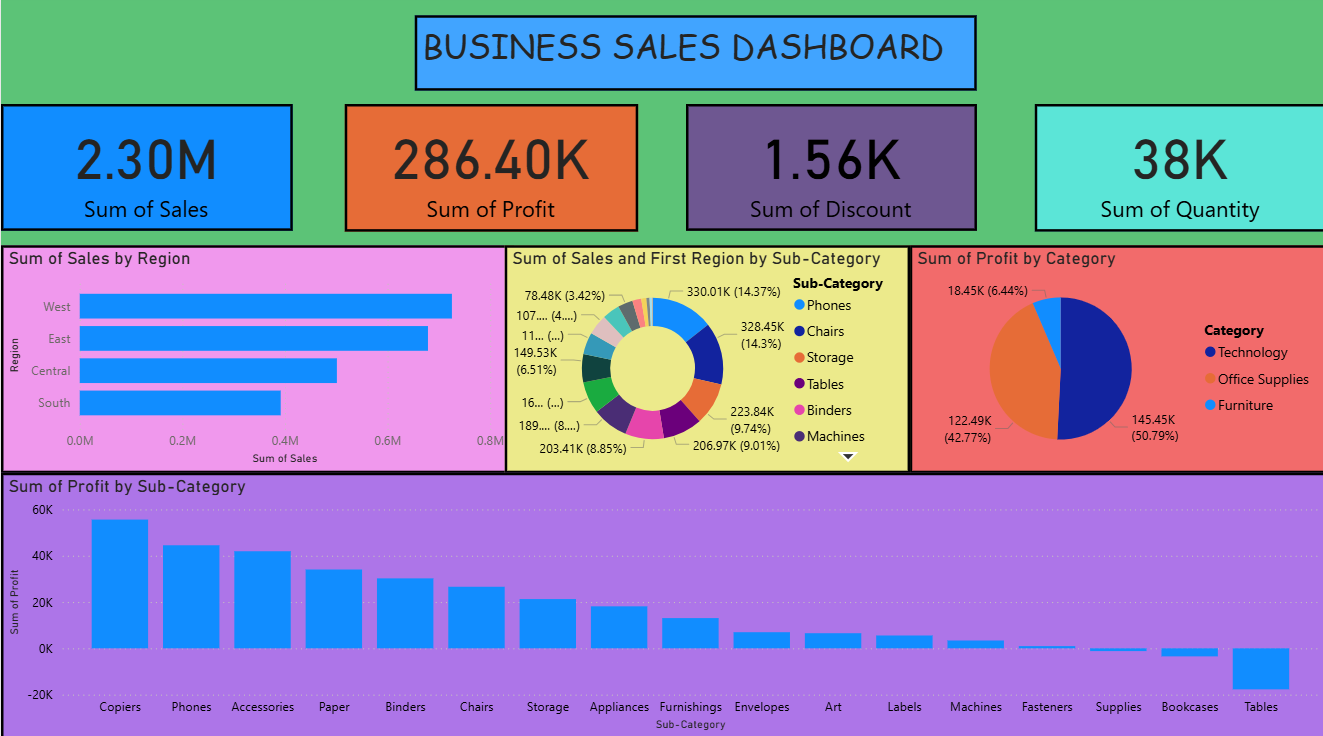 BUSINESS SALES DASHBOARD
2.30M
Sum of Sales
286.40K
Sum of Profit
1.56K
Sum of Discount
38K
Sum of Quantity
Sum of Sales by Region
Region
West
East
Central
South
0.0M 0.2M 0.4M 0.6M 0.8M
Sum of Sales
Sum of Sales and First Region by Sub-Category
330.01K (14.37%)
328.45K
(14.3%)
223.84K
(9.74%)
206.97K (9.01%)
203.41K (8.85%)
189.... (8....)
16... (...)
149.53K
(6.51%)
11... (...)
107.... (4....)
78.48K (3.42%)
Sub-Category
Phones
Chairs
Storage
Tables
Binders
Machines
Sum of Profit by Category
18.45K (6.44%)
122.49K
(42.77%)
145.45K
(50.79%)
Category
Technology
Office Supplies
Furniture
Sum of Profit by Sub-Category
Sum of Profit
60K
40K
20K
0K
-20K
Copiers Phones Accessories Paper Binders Chairs Storage Appliances Furnishings Envelopes Art Labels Machines Fasteners Supplies Bookcases Tables
Sub-Category